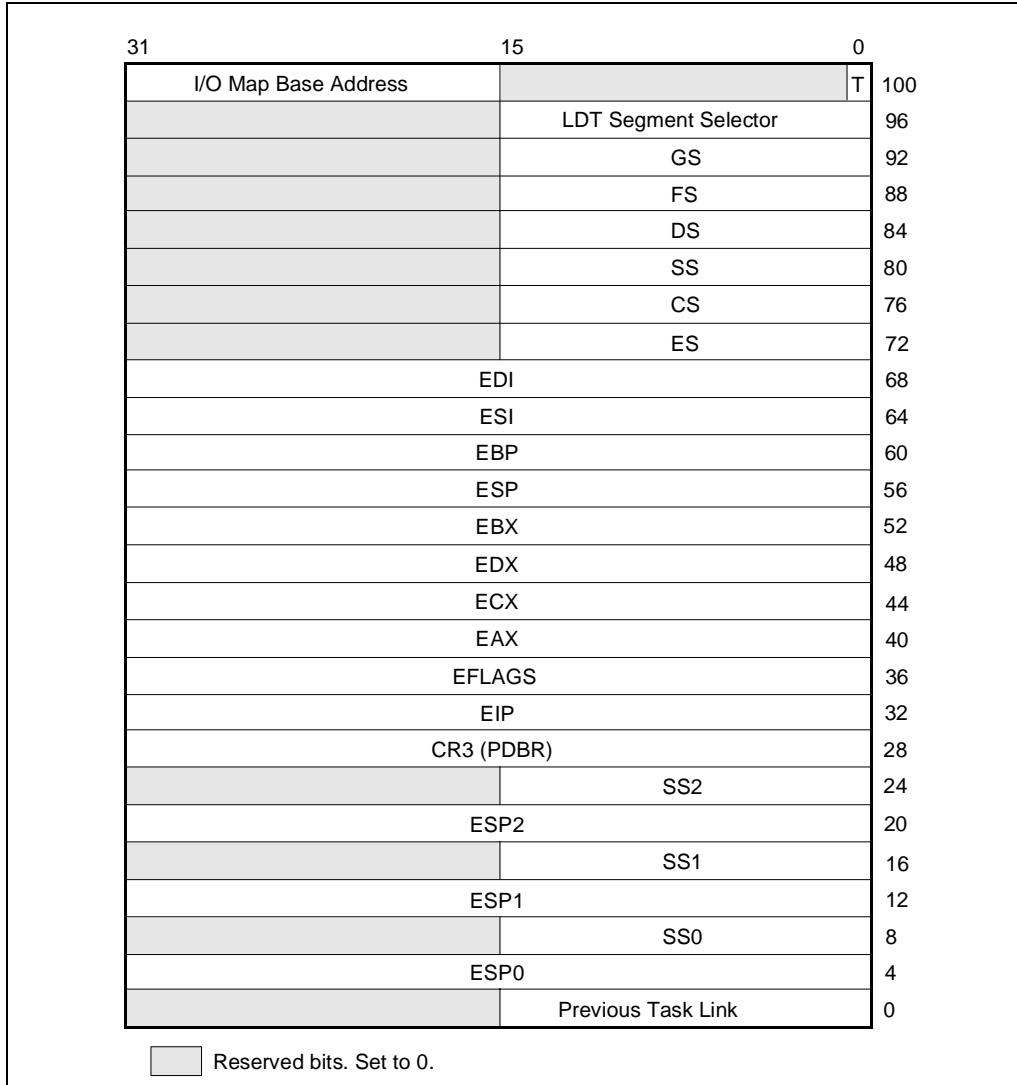 31 15 0
I/O Map Base Address T 100
LDT Segment Selector 96
GS 92
FS 88
DS 84
SS 80
CS 76
ES 72
EDI 68
ESI 64
EBP 60
ESP 56
EBX 52
EDX 48
ECX 44
EAX 40
EFLAGS 36
EIP 32
CR3 (PDBR) 28
SS2 24
ESP2 20
SS1 16
ESP1 12
SS0 8
ESP0 4
Previous Task Link 0
Reserved bits. Set to 0.